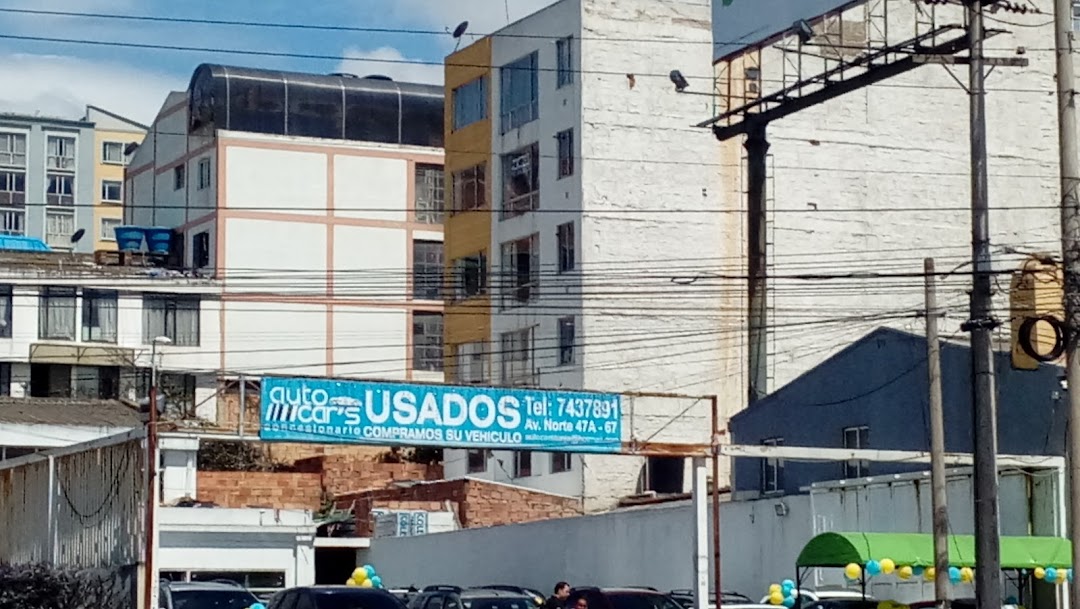 auto
car's
concesionario
USADOS
COMPRAMOS SU VEHICULO
Tel: 7437891
Av. Norte 47A - 67